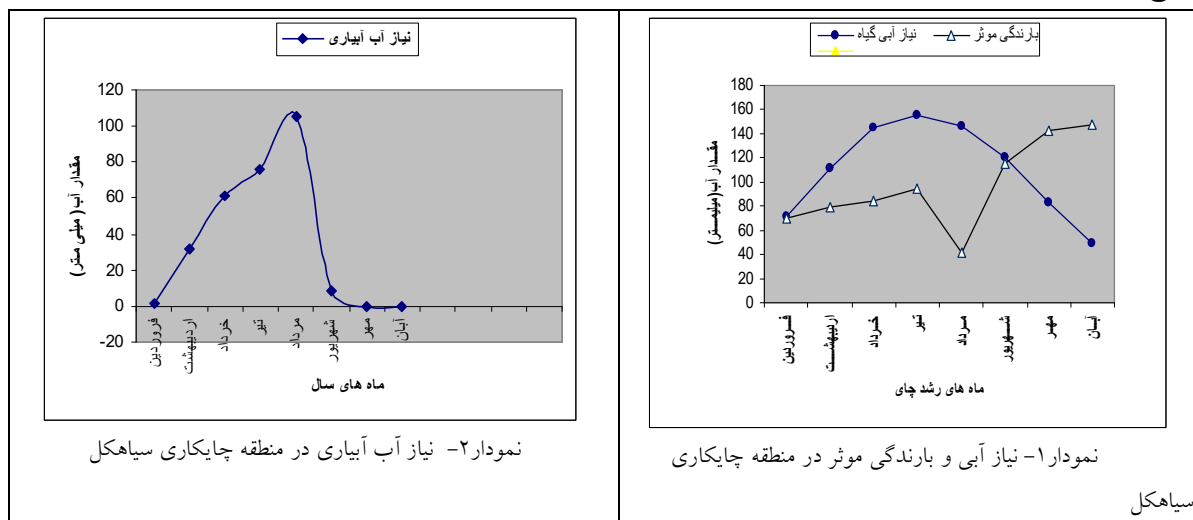 بارندگی موثر
نیاز آبی گیاه
180
160
140
120
100
80
60
40
20
0
مقدار آب(میلیمتر)
فروردین
اردیبهشت
خرداد
تیر
مرداد
شهریور
مهر
آبان
ماه های رشد چای
نمودار۱- نیاز آبی و بارندگی موثر در منطقه چایکاری
سیاهکل
نیاز آب آبیاری
120
100
80
60
40
20
0
-20
مقدار آب( میلی متر)
فروردین
اردیبهشت
خرداد
تیر
مرداد
شهریور
مهر
آبان
ماه های سال
نمودار۲- نیاز آب آبیاری در منطقه چایکاری سیاهکل